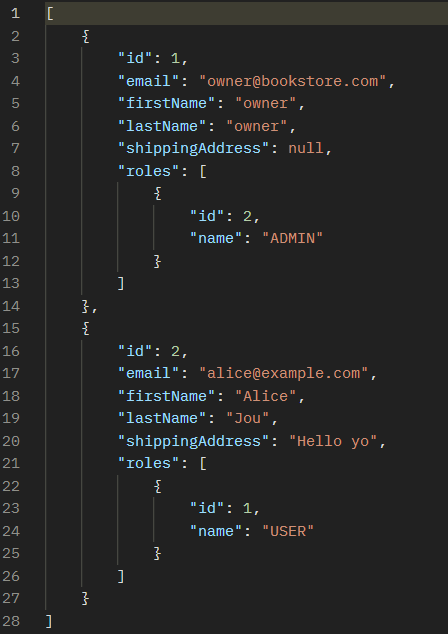 1 [
2     {
3         "id": 1,
4         "email": "owner@bookstore.com",
5         "firstName": "owner",
6         "lastName": "owner",
7         "shippingAddress": null,
8         "roles": [
9             {
10                 "id": 2,
11                 "name": "ADMIN"
12             }
13         ]
14     },
15     {
16         "id": 2,
17         "email": "alice@example.com",
18         "firstName": "Alice",
19         "lastName": "Jou",
20         "shippingAddress": "Hello yo",
21         "roles": [
22             {
23                 "id": 1,
24                 "name": "USER"
25             }
26         ]
27     }
28 ]